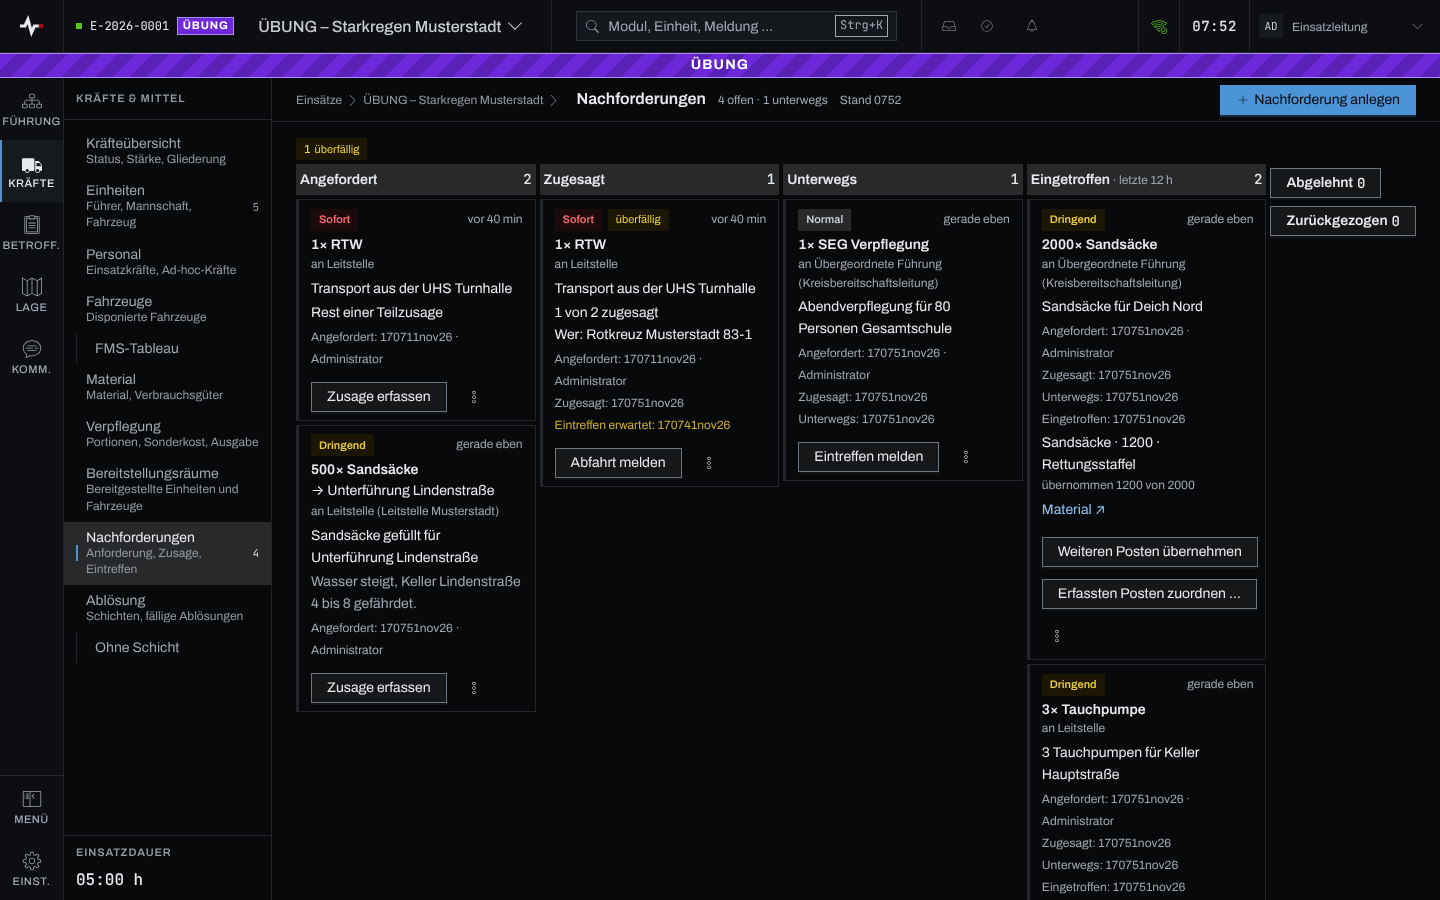 E-2026-0001 ÜBUNG
ÜBUNG – Starkregen Musterstadt
Modul, Einheit, Meldung ...
Strg+K
07:52
AD
Einsatzleitung
ÜBUNG
FÜHRUNG
KRÄFTE
BETROFF.
LAGE
KOMM.
MENÜ
EINST.
KRÄFTE & MITTEL
Kräfteübersicht
Status, Stärke, Gliederung
Einheiten
Führer, Mannschaft,
Fahrzeug
5
Personal
Einsatzkräfte, Ad-hoc-Kräfte
Fahrzeuge
Disponierte Fahrzeuge
FMS-Tableau
Material
Material, Verbrauchsgüter
Verpflegung
Portionen, Sonderkost, Ausgabe
Bereitstellungsräume
Bereitgestellte Einheiten und
Fahrzeuge
Nachforderungen
Anforderung, Zusage,
Eintreffen
4
Ablösung
Schichten, fällige Ablösungen
Ohne Schicht
EINSATZDAUER
05:00 h
Einsätze
ÜBUNG – Starkregen Musterstadt
Nachforderungen
4 offen · 1 unterwegs
Stand 0752
+ Nachforderung anlegen
1 überfällig
Angefordert 2
Sofort
vor 40 min
1× RTW
an Leitstelle
Transport aus der UHS Turnhalle
Rest einer Teilzusage
Angefordert: 170711nov26 ·
Administrator
Zusage erfassen
Dringend
gerade eben
500× Sandsäcke
→ Unterführung Lindenstraße
an Leitstelle (Leitstelle Musterstadt)
Sandsäcke gefüllt für
Unterführung Lindenstraße
Wasser steigt, Keller Lindenstraße
4 bis 8 gefährdet.
Angefordert: 170751nov26 ·
Administrator
Zusage erfassen
Zugesagt 1
Sofort
überfällig
vor 40 min
1× RTW
an Leitstelle
Transport aus der UHS Turnhalle
1 von 2 zugesagt
Wer: Rotkreuz Musterstadt 83-1
Angefordert: 170711nov26 ·
Administrator
Zugesagt: 170751nov26
Eintreffen erwartet: 170741nov26
Abfahrt melden
Unterwegs 1
Normal
gerade eben
1× SEG Verpflegung
an Übergeordnete Führung
(Kreisbereitschaftsleitung)
Abendverpflegung für 80
Personen Gesamtschule
Angefordert: 170751nov26 ·
Administrator
Zugesagt: 170751nov26
Unterwegs: 170751nov26
Eintreffen melden
Eingetroffen · letzte 12 h 2
Dringend
gerade eben
2000× Sandsäcke
an Übergeordnete Führung
(Kreisbereitschaftsleitung)
Sandsäcke für Deich Nord
Angefordert: 170751nov26 ·
Administrator
Zugesagt: 170751nov26
Unterwegs: 170751nov26
Eingetroffen: 170751nov26
Sandsäcke · 1200 ·
Rettungsstaffel
übernommen 1200 von 2000
Material ↗
Weiteren Posten übernehmen
Erfassten Posten zuordnen ...
Dringend
gerade eben
3× Tauchpumpe
an Leitstelle
3 Tauchpumpen für Keller
Hauptstraße
Angefordert: 170751nov26 ·
Administrator
Zugesagt: 170751nov26
Unterwegs: 170751nov26
Eingetroffen: 170751nov26
Abgelehnt 0
Zurückgezogen 0